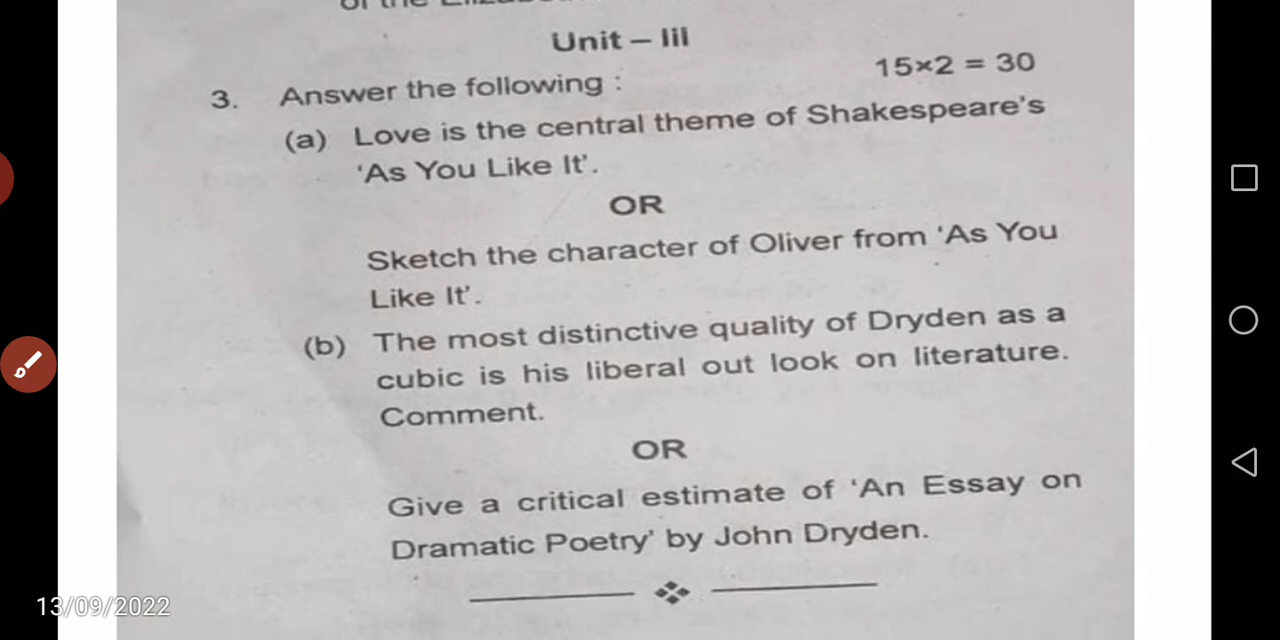 Unit – III
15×2 = 30
3. Answer the following :
(a) Love is the central theme of Shakespeare's
'As You Like It'.
OR
Sketch the character of Oliver from 'As You
Like It'.
(b) The most distinctive quality of Dryden as a
cubic is his liberal out look on literature.
Comment.
OR
Give a critical estimate of 'An Essay on
Dramatic Poetry' by John Dryden.
13/09/2022